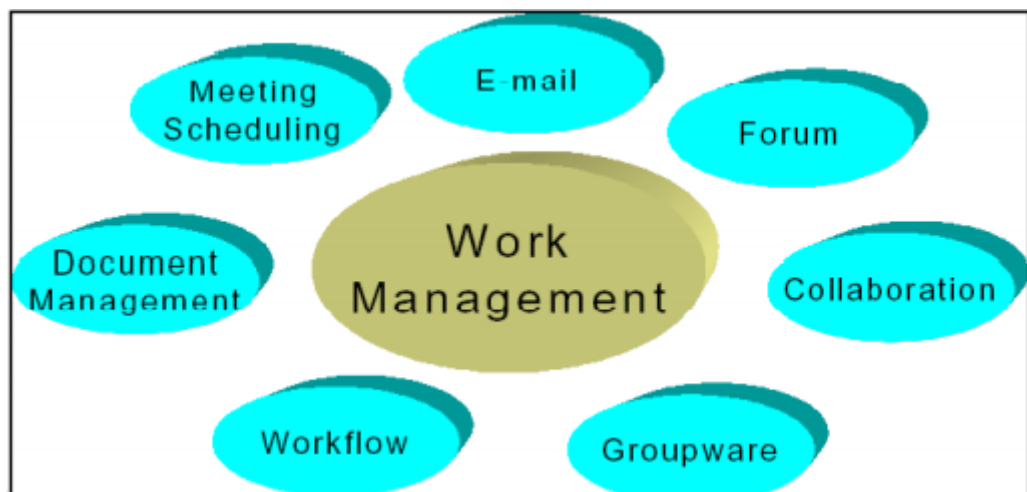 E-mail
Meeting
Scheduling
Forum
Work
Management
Document
Management
Collaboration
Workflow
Groupware